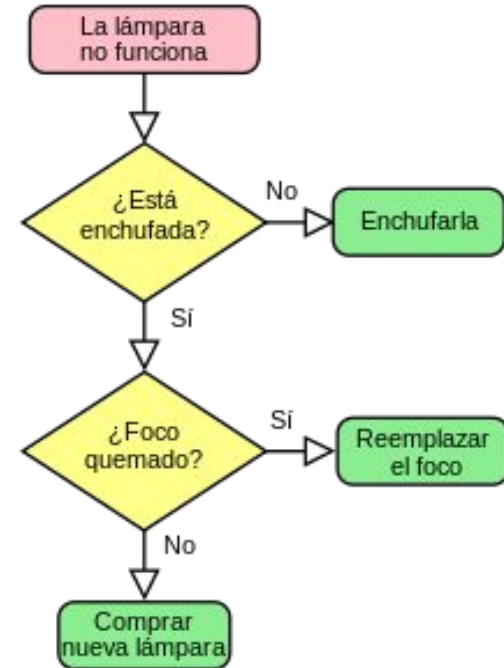 La lámpara
no funciona
¿Está
enchufada?
No
Enchufarla
Sí
¿Foco
quemado?
Sí
Reemplazar
el foco
No
Comprar
nueva lámpara